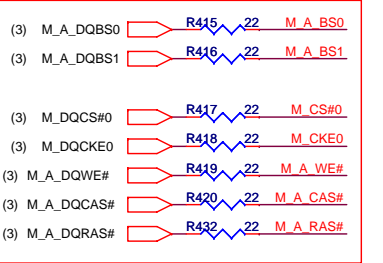 (3) M_A_DQBS0 R415 22 M_A_BS0
(3) M_A_DQBS1 R416 22 M_A_BS1
(3) M_DQCS#0 R417 22 M_CS#0
(3) M_DQCKE0 R418 22 M_CKE0
(3) M_A_DQWE# R419 22 M_A_WE#
(3) M_A_DQCAS# R420 22 M_A_CAS#
(3) M_A_DQRAS# R432 22 M_A_RAS#